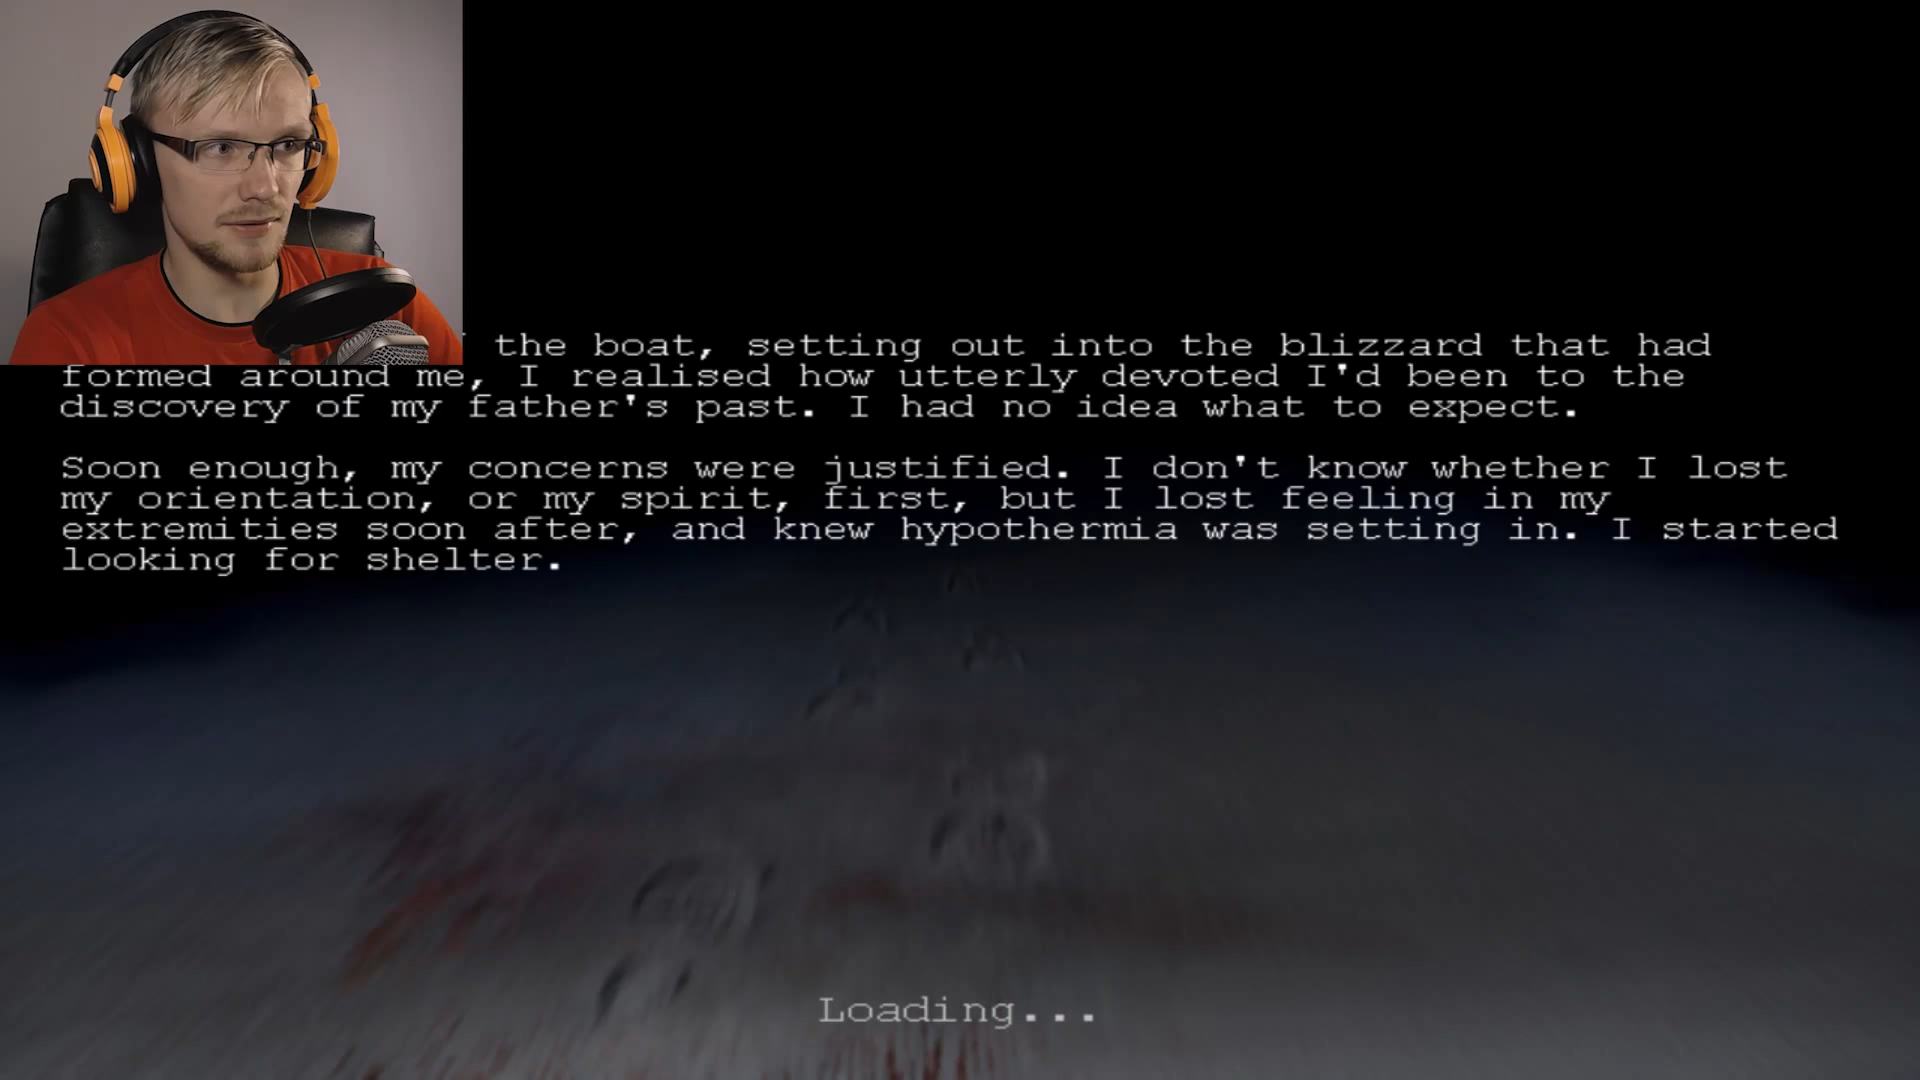 the boat, setting out into the blizzard that had
formed around me, I realised how utterly devoted I'd been to the
discovery of my father's past. I had no idea what to expect.
Soon enough, my concerns were justified. I don't know whether I lost
my orientation, or my spirit, first, but I lost feeling in my
extremities soon after, and knew hypothermia was setting in. I started
looking for shelter.
Loading...